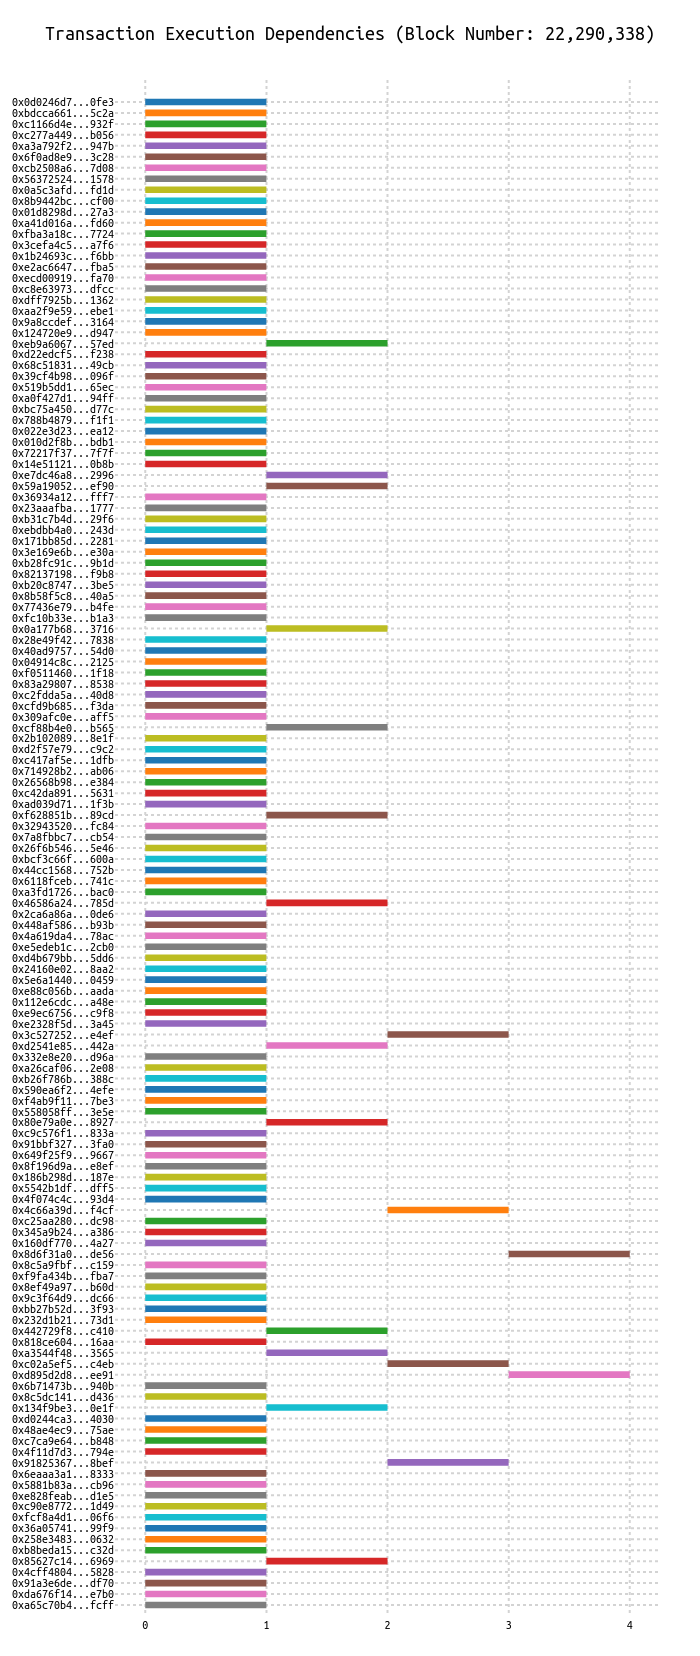 Transaction Execution Dependencies (Block Number: 22,290,338)
0x0d0246d7...0fe3
0xbdcca661...5c2a
0xc1166d4e...932f
0xc277a449...b056
0xa3a792f2...947b
0x6f0ad8e9...3c28
0xcb2508a6...7d08
0x56372524...1578
0x0a5c3afd...fd1d
0x8b9442bc...cf00
0x01d8298d...27a3
0xa41d016a...fd60
0xfba3a18c...7724
0x3cefa4c5...a7f6
0x1b24693c...f6bb
0xe2ac6647...fba5
0xecd00919...fa70
0xc8e63973...dfcc
0xdff7925b...1362
0xaa2f9e59...ebe1
0x9a8ccdef...3164
0x124720e9...d947
0xeb9a6067...57ed
0xd22edcf5...f238
0x68c51831...49cb
0x39cf4b98...096f
0x519b5dd1...65ec
0xa0f427d1...94ff
0xbc75a450...d77c
0x788b4879...f1f1
0x022e3d23...ea12
0x010d2f8b...bdb1
0x72217f37...7f7f
0x14e51121...0b8b
0xe7dc46a8...2996
0x59a19052...ef90
0x36934a12...fff7
0x23aaafba...1777
0xb31c7b4d...29f6
0xebdbb4a0...243d
0x171bb85d...2281
0x3e169e6b...e30a
0xb28fc91c...9b1d
0x82137198...f9b8
0xb20c8747...3be5
0x8b58f5c8...40a5
0x77436e79...b4fe
0xfc10b33e...b1a3
0x0a177b68...3716
0x28e49f42...7838
0x40ad9757...54d0
0x04914c8c...2125
0xf0511460...1f18
0x83a29807...8538
0xc2fdda5a...40d8
0xcfd9b685...f3da
0x309afc0e...aff5
0xcf88b4e0...b565
0x2b102089...8e1f
0xd2f57e79...c9c2
0xc417af5e...1dfb
0x714928b2...ab06
0x26568b98...e384
0xc42da891...5631
0xad039d71...1f3b
0xf628851b...89cd
0x32943520...fc84
0x7a8fbbc7...cb54
0x26f6b546...5e46
0xbcf3c66f...600a
0x44cc1568...752b
0x6118fceb...741c
0xa3fd1726...bac0
0x46586a24...785d
0x2ca6a86a...0de6
0x448af586...b93b
0x4a619da4...78ac
0xe5edeb1c...2cb0
0xd4b679bb...5dd6
0x24160e02...8aa2
0x5e6a1440...0459
0xe88c056b...aada
0x112e6cdc...a48e
0xe9ec6756...c9f8
0xe2328f5d...3a45
0x3c527252...e4ef
0xd2541e85...442a
0x332e8e20...d96a
0xa26caf06...2e08
0xb26f786b...388c
0x590ea6f2...4efe
0xf4ab9f11...7be3
0x558058ff...3e5e
0x80e79a0e...8927
0xc9c576f1...833a
0x91bbf327...3fa0
0x649f25f9...9667
0x8f196d9a...e8ef
0x186b298d...187e
0x5542b1df...dff5
0x4f074c4c...93d4
0x4c66a39d...f4cf
0xc25aa280...dc98
0x345a9b24...a386
0x160df770...4a27
0x8d6f31a0...de56
0x8c5a9fbf...c159
0xf9fa434b...fba7
0x8ef49a97...b60d
0x9c3f64d9...dc66
0xbb27b52d...3f93
0x232d1b21...73d1
0x442729f8...c410
0x818ce604...16aa
0xa3544f48...3565
0xc02a5ef5...c4eb
0xd895d2d8...ee91
0x6b71473b...940b
0x8c5dc141...d436
0x134f9be3...0e1f
0xd0244ca3...4030
0x48ae4ec9...75ae
0xc7ca9e64...b848
0x4f11d7d3...794e
0x91825367...8bef
0x6eaaa3a1...8333
0x5881b83a...cb96
0xe828feab...d1e5
0xc90e8772...1d49
0xfcf8a4d1...06f6
0x36a05741...99f9
0x258e3483...0632
0xb8beda15...c32d
0x85627c14...6969
0x4cff4804...5828
0x91a3e6de...df70
0xda676f14...e7b0
0xa65c70b4...fcff
0 1 2 3 4